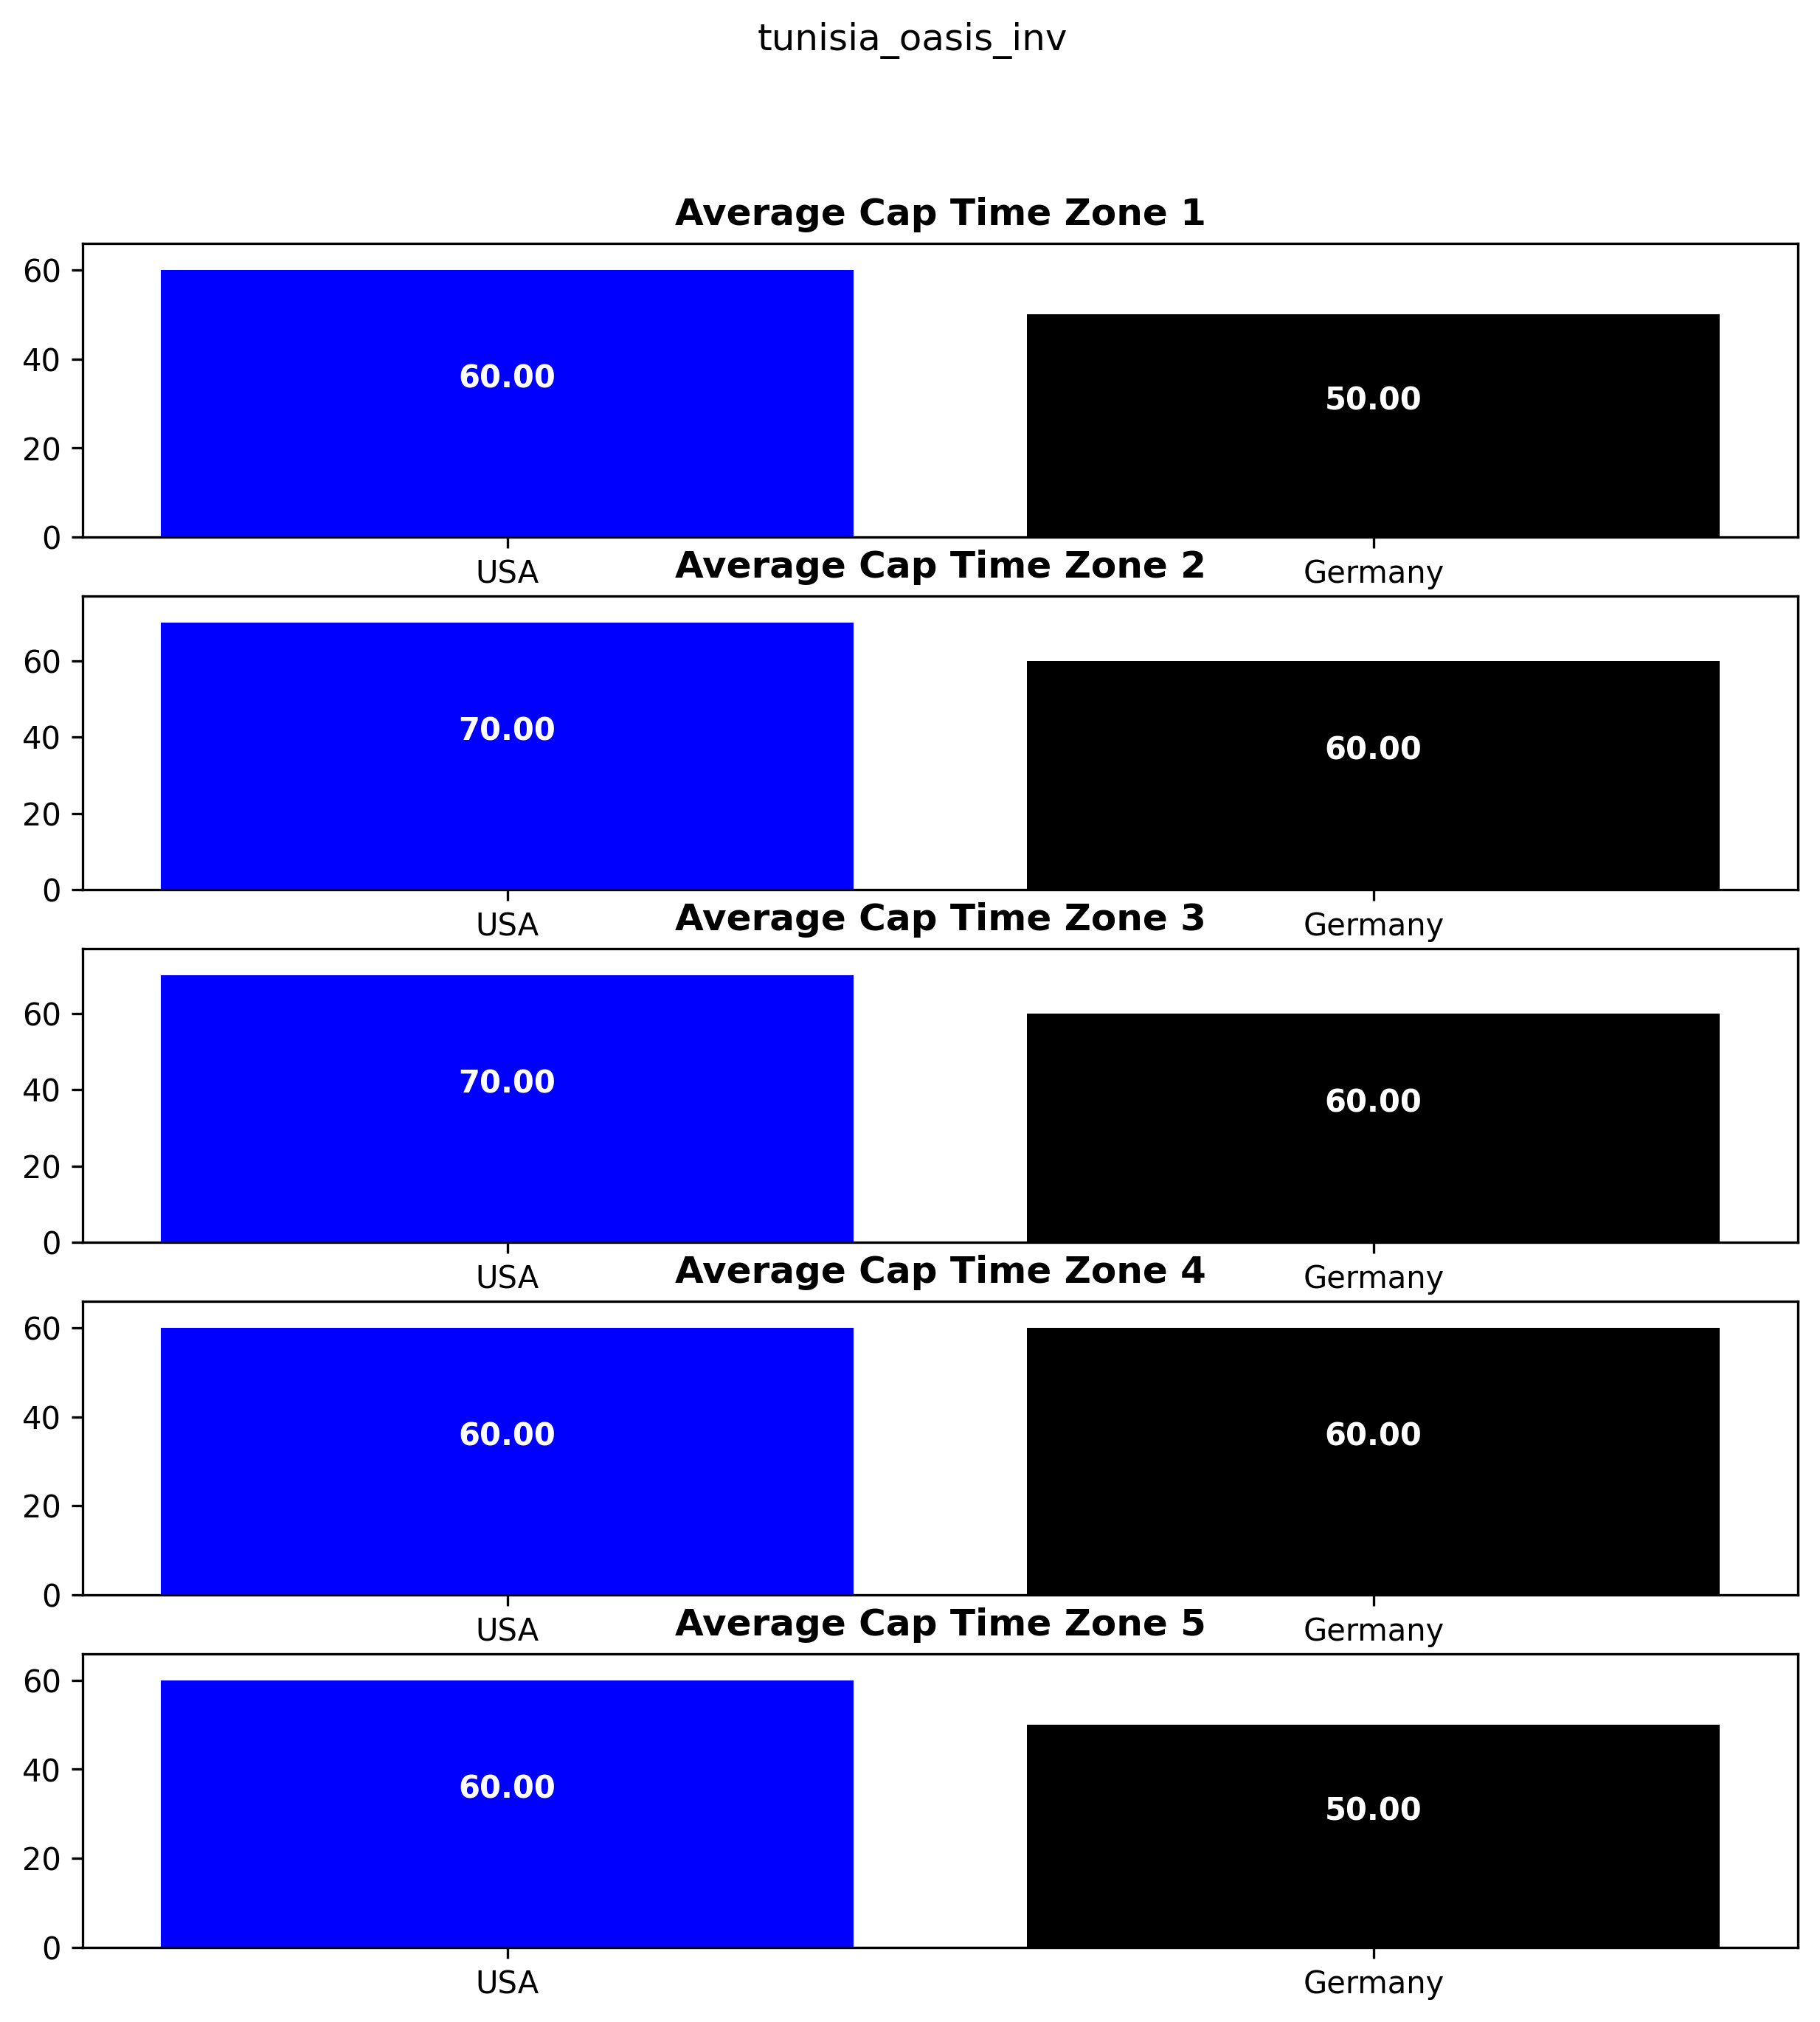 tunisia_oasis_inv
Average Cap Time Zone 1
60
40
20
0
60.00
50.00
USA
Germany
Average Cap Time Zone 2
60
40
20
0
70.00
60.00
USA
Germany
Average Cap Time Zone 3
60
40
20
0
70.00
60.00
USA
Germany
Average Cap Time Zone 4
60
40
20
0
60.00
60.00
USA
Germany
Average Cap Time Zone 5
60
40
20
0
60.00
50.00
USA
Germany